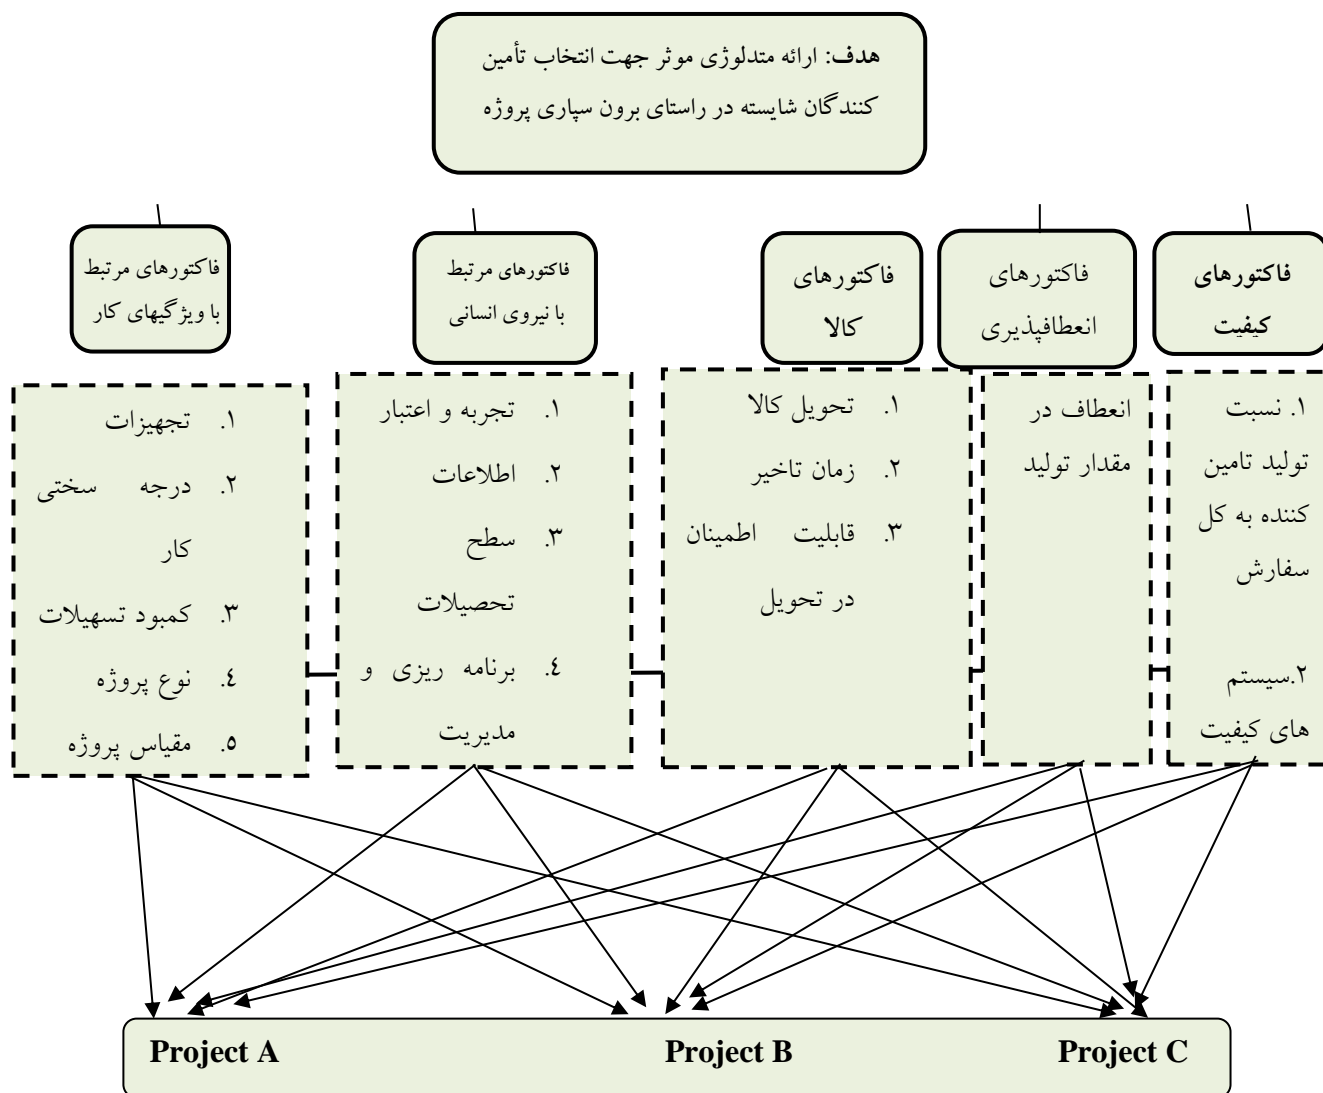 هدف: ارائه متدلوژی موثر جهت انتخاب تأمین
کنندگان شایسته در راستای برون سپاری پروژه
فاکتورهای
کیفیت
فاکتورهای
انعطافپذیری
فاکتورهای
کالا
فاکتورهای مرتبط
با نیروی انسانی
فاکتورهای مرتبط
با ویژگیهای کار
۱. نسبت
تولید تامین
کننده به کل
سفارش
۲.سیستم
های کیفیت
انعطاف در
مقدار تولید
۱. تحویل کالا
۲. زمان تاخیر
۳. قابلیت اطمینان
در تحویل
۱. تجربه و اعتبار
۲. اطلاعات
۳. سطح
تحصیلات
٤. برنامه ریزی و
مدیریت
۱. تجهیزات
۲. درجه سختی
کار
۳. کمبود تسهیلات
٤. نوع پروژه
٥. مقیاس پروژه
Project A
Project B
Project C